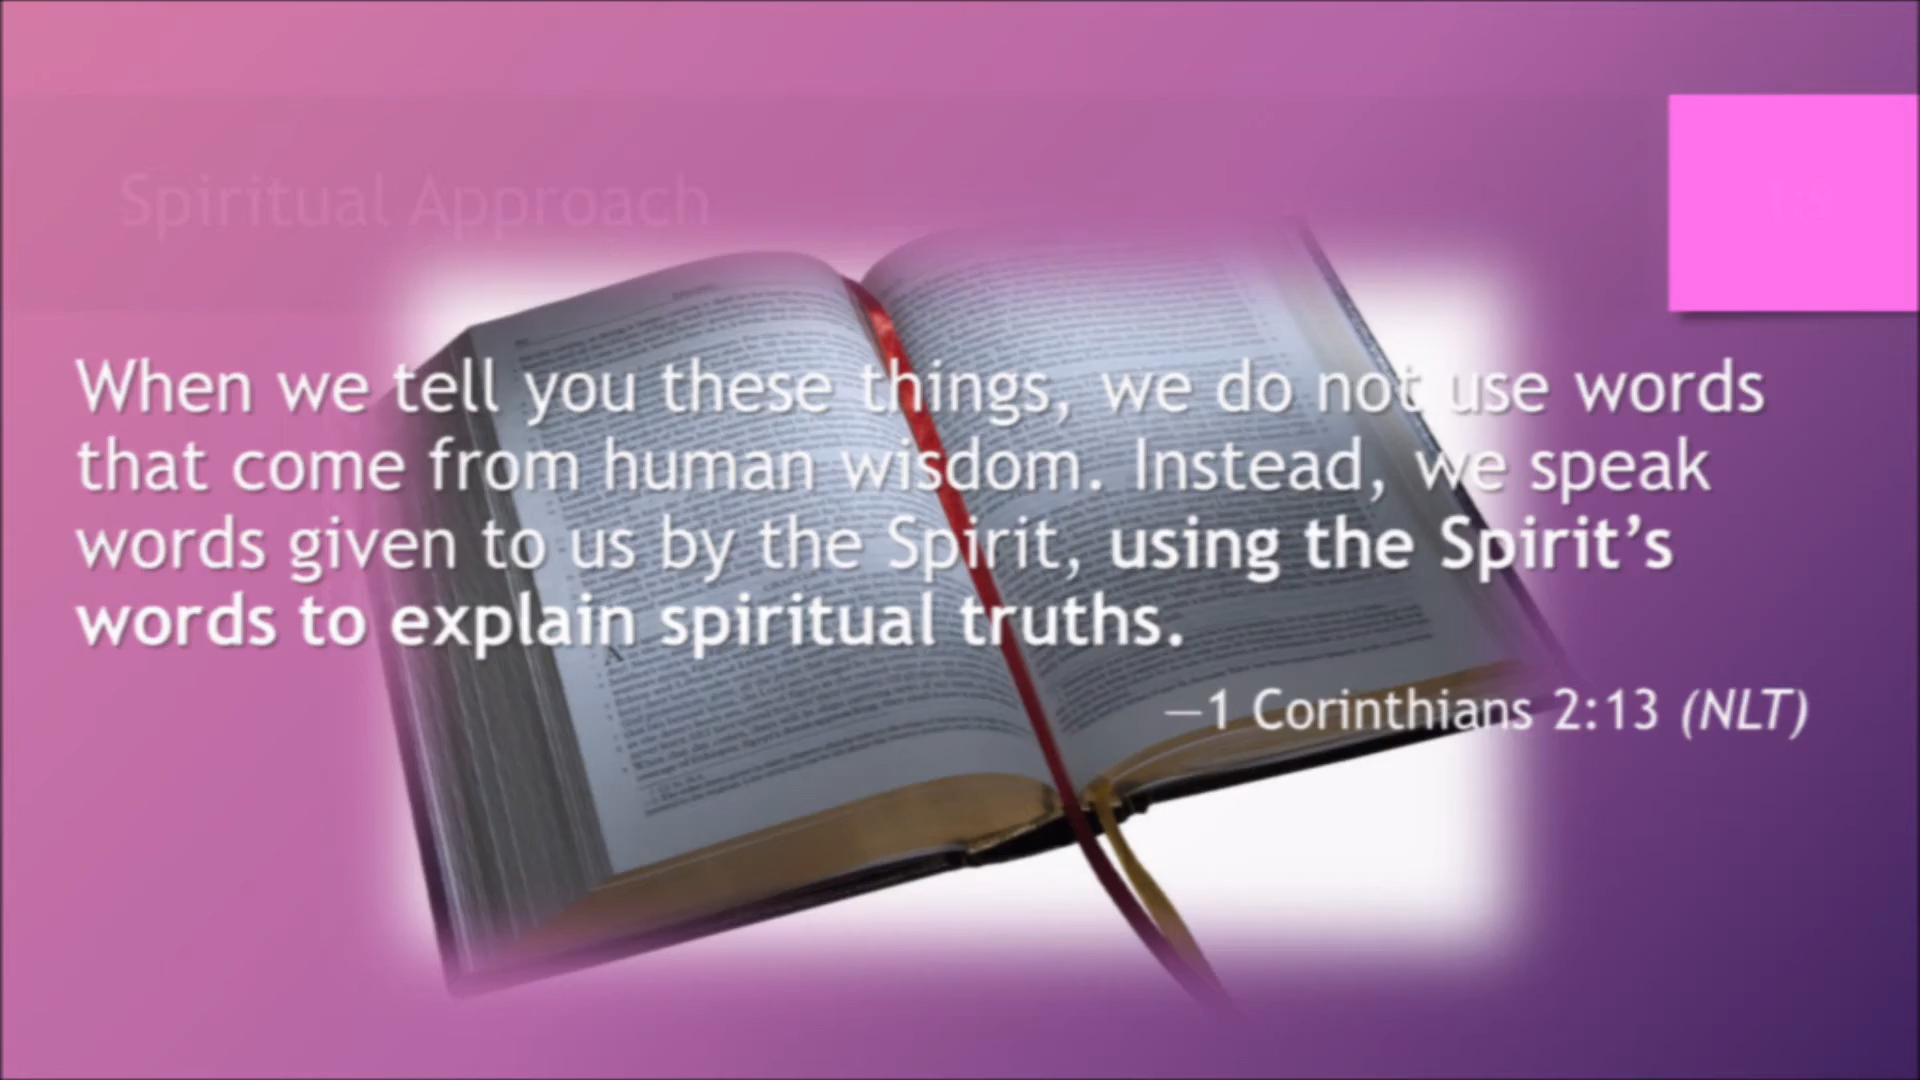 Spiritual Approach
When we tell you these things, we do not use words
that come from human wisdom. Instead, we speak
words given to us by the Spirit, using the Spirit’s
words to explain spiritual truths.
—1 Corinthians 2:13 (NLT)